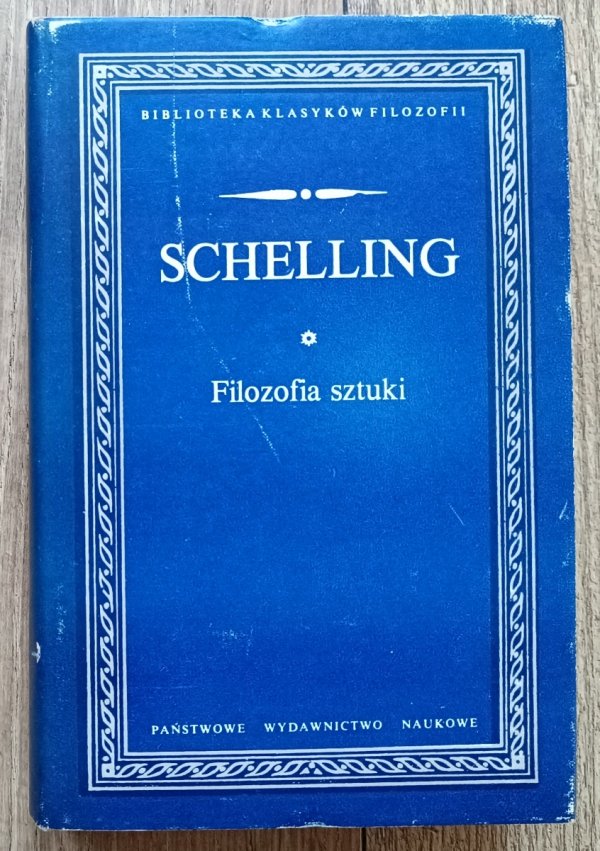 BIBLIOTEKA KLASYKÓW FILOZOFII
SCHELLING
Filozofia sztuki
PAŃSTWOWE WYDAWNICTWO NAUKOWE